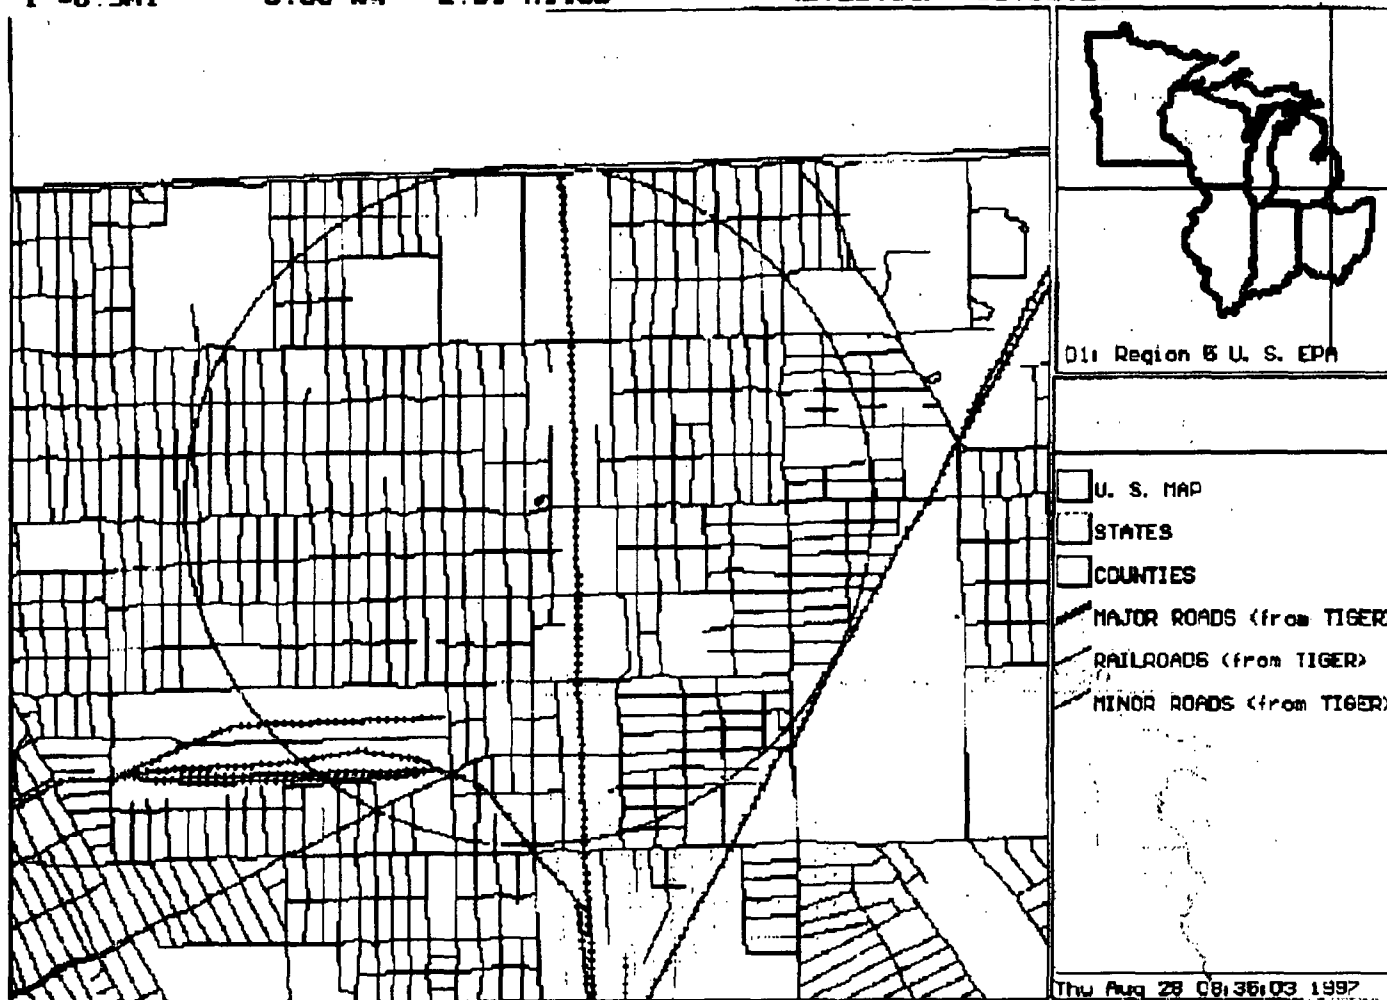 01: Region 5 U. S. EPA
U. S. MAP
STATES
COUNTIES
MAJOR ROADS (from TIGER)
RAILROADS (from TIGER)
MINOR ROADS (from TIGER)
Thu Aug 28 08:36:03 1997